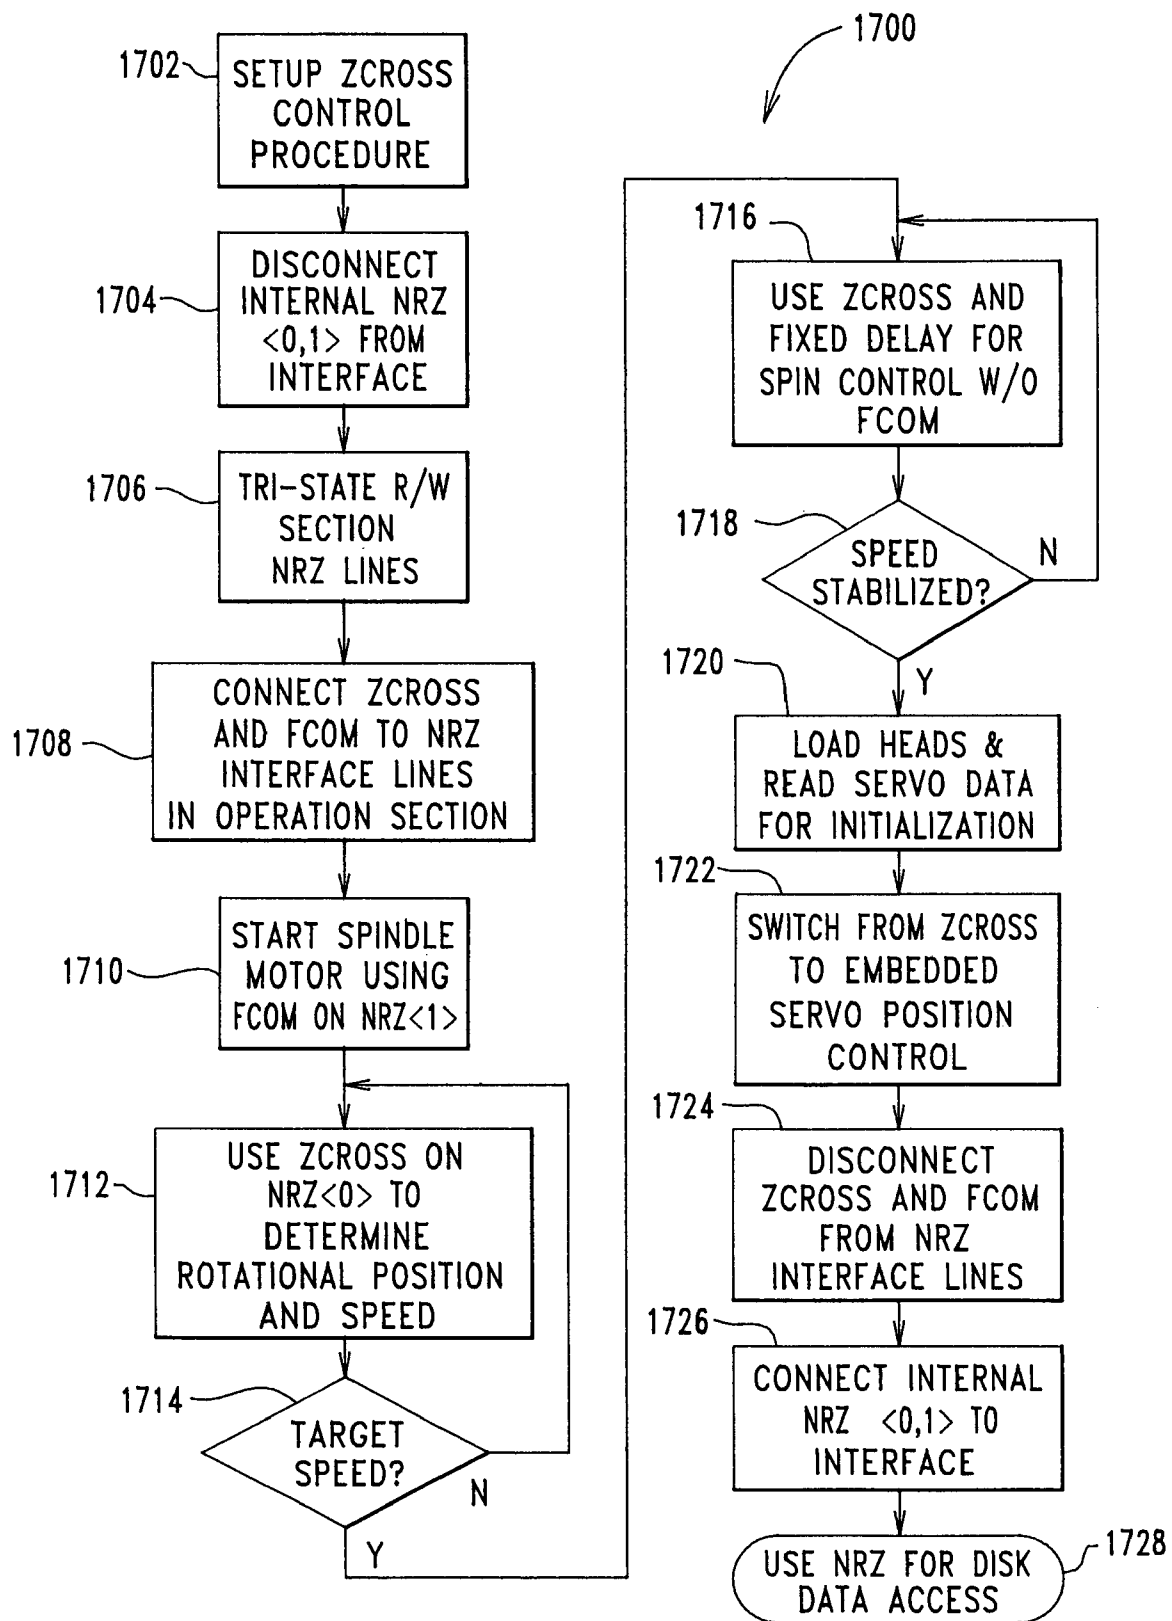 1700
1702
SETUP ZCROSS
CONTROL
PROCEDURE
1704
DISCONNECT
INTERNAL NRZ
<0,1> FROM
INTERFACE
1706
TRI-STATE R/W
SECTION
NRZ LINES
1708
CONNECT ZCROSS
AND FCOM TO NRZ
INTERFACE LINES
IN OPERATION SECTION
1710
START SPINDLE
MOTOR USING
FCOM ON NRZ<1>
1712
USE ZCROSS ON
NRZ<0> TO
DETERMINE
ROTATIONAL POSITION
AND SPEED
1714
TARGET
SPEED?
N
Y
1716
USE ZCROSS AND
FIXED DELAY FOR
SPIN CONTROL W/O
FCOM
1718
SPEED
STABILIZED?
N
Y
1720
LOAD HEADS &
READ SERVO DATA
FOR INITIALIZATION
1722
SWITCH FROM ZCROSS
TO EMBEDDED
SERVO POSITION
CONTROL
1724
DISCONNECT
ZCROSS AND FCOM
FROM NRZ
INTERFACE LINES
1726
CONNECT INTERNAL
NRZ <0,1> TO
INTERFACE
1728
USE NRZ FOR DISK
DATA ACCESS